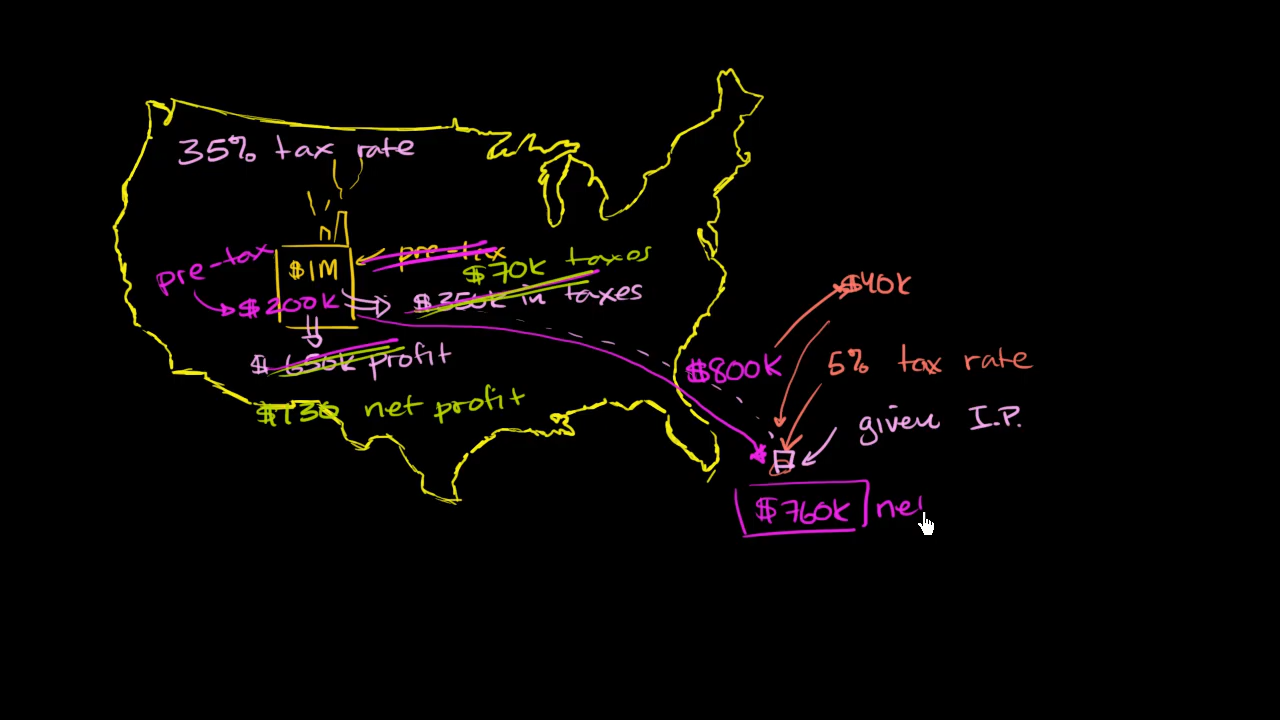 35% tax rate
pre-tax
pre-tax
$1M
$70K taxes
$200K
$350K in taxes
$40K
$650K profit
$800K
5% tax rate
$130 net profit
given I.P.
$760K net